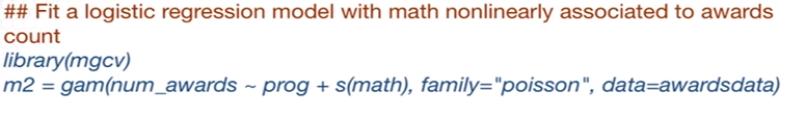 ## Fit a logistic regression model with math nonlinearly associated to awards
count
library(mgcv)
m2 = gam(num_awards ~ prog + s(math), family="poisson", data=awardsdata)